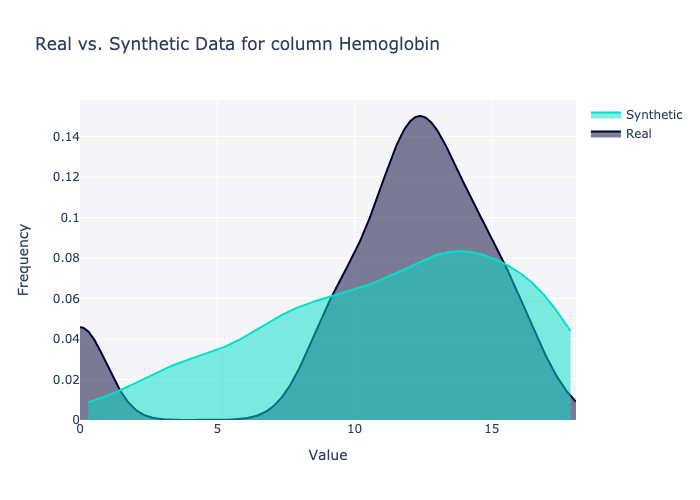 Real vs. Synthetic Data for column Hemoglobin
Synthetic
Real
Frequency
0.14
0.12
0.1
0.08
0.06
0.04
0.02
0
0
5
10
15
Value